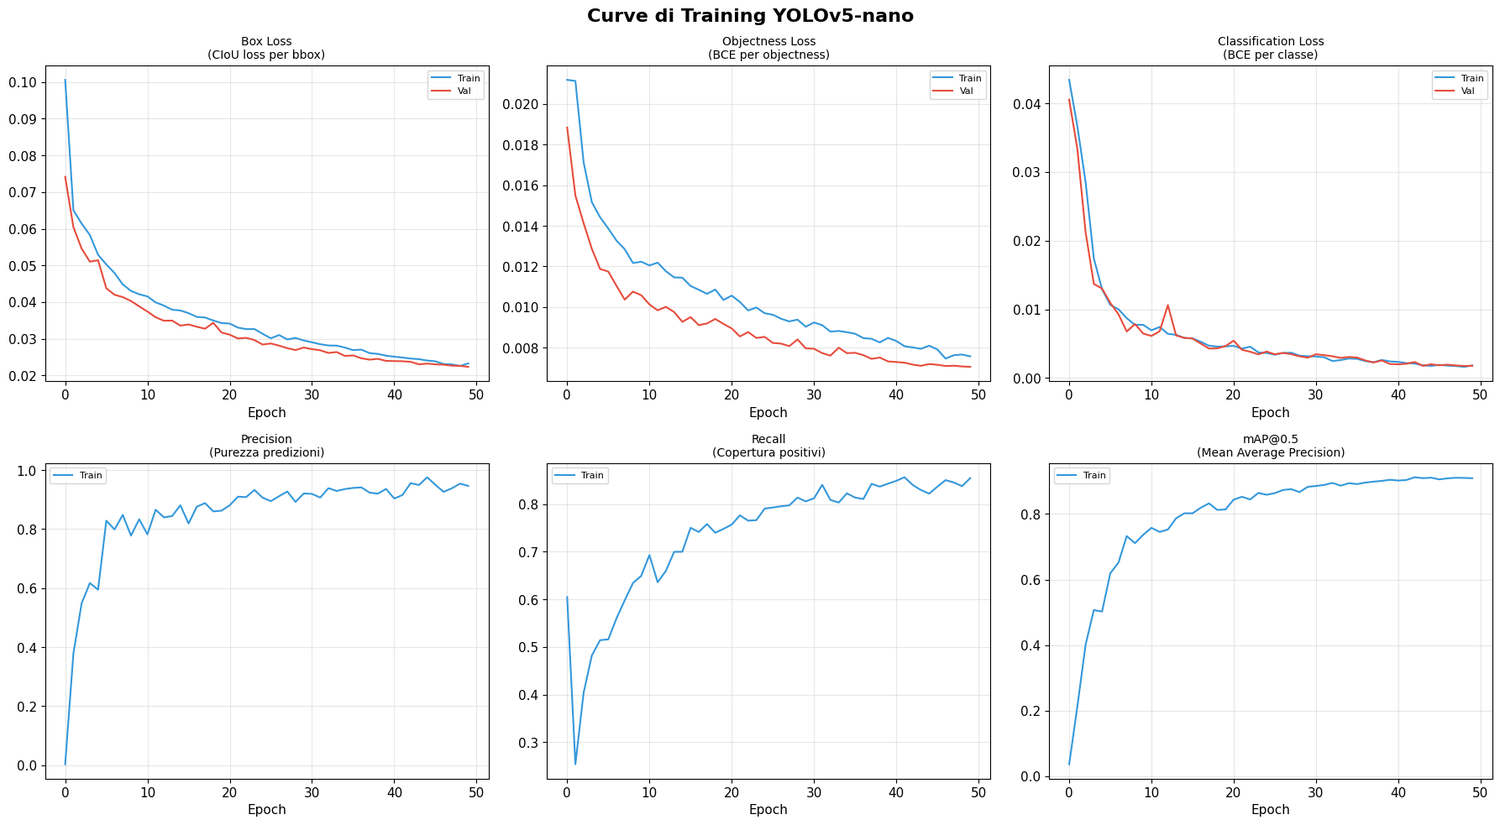 Curve di Training YOLOv5-nano
Box Loss
(CIoU loss per bbox)
Train
Val
0.10
0.09
0.08
0.07
0.06
0.05
0.04
0.03
0.02
0 10 20 30 40 50
Epoch
Objectness Loss
(BCE per objectness)
Train
Val
0.020
0.018
0.016
0.014
0.012
0.010
0.008
0 10 20 30 40 50
Epoch
Classification Loss
(BCE per classe)
Train
Val
0.04
0.03
0.02
0.01
0.00
0 10 20 30 40 50
Epoch
Precision
(Purezza predizioni)
Train
1.0
0.8
0.6
0.4
0.2
0.0
0 10 20 30 40 50
Epoch
Recall
(Copertura positivi)
Train
0.8
0.7
0.6
0.5
0.4
0.3
0 10 20 30 40 50
Epoch
mAP@0.5
(Mean Average Precision)
Train
0.8
0.6
0.4
0.2
0.0
0 10 20 30 40 50
Epoch